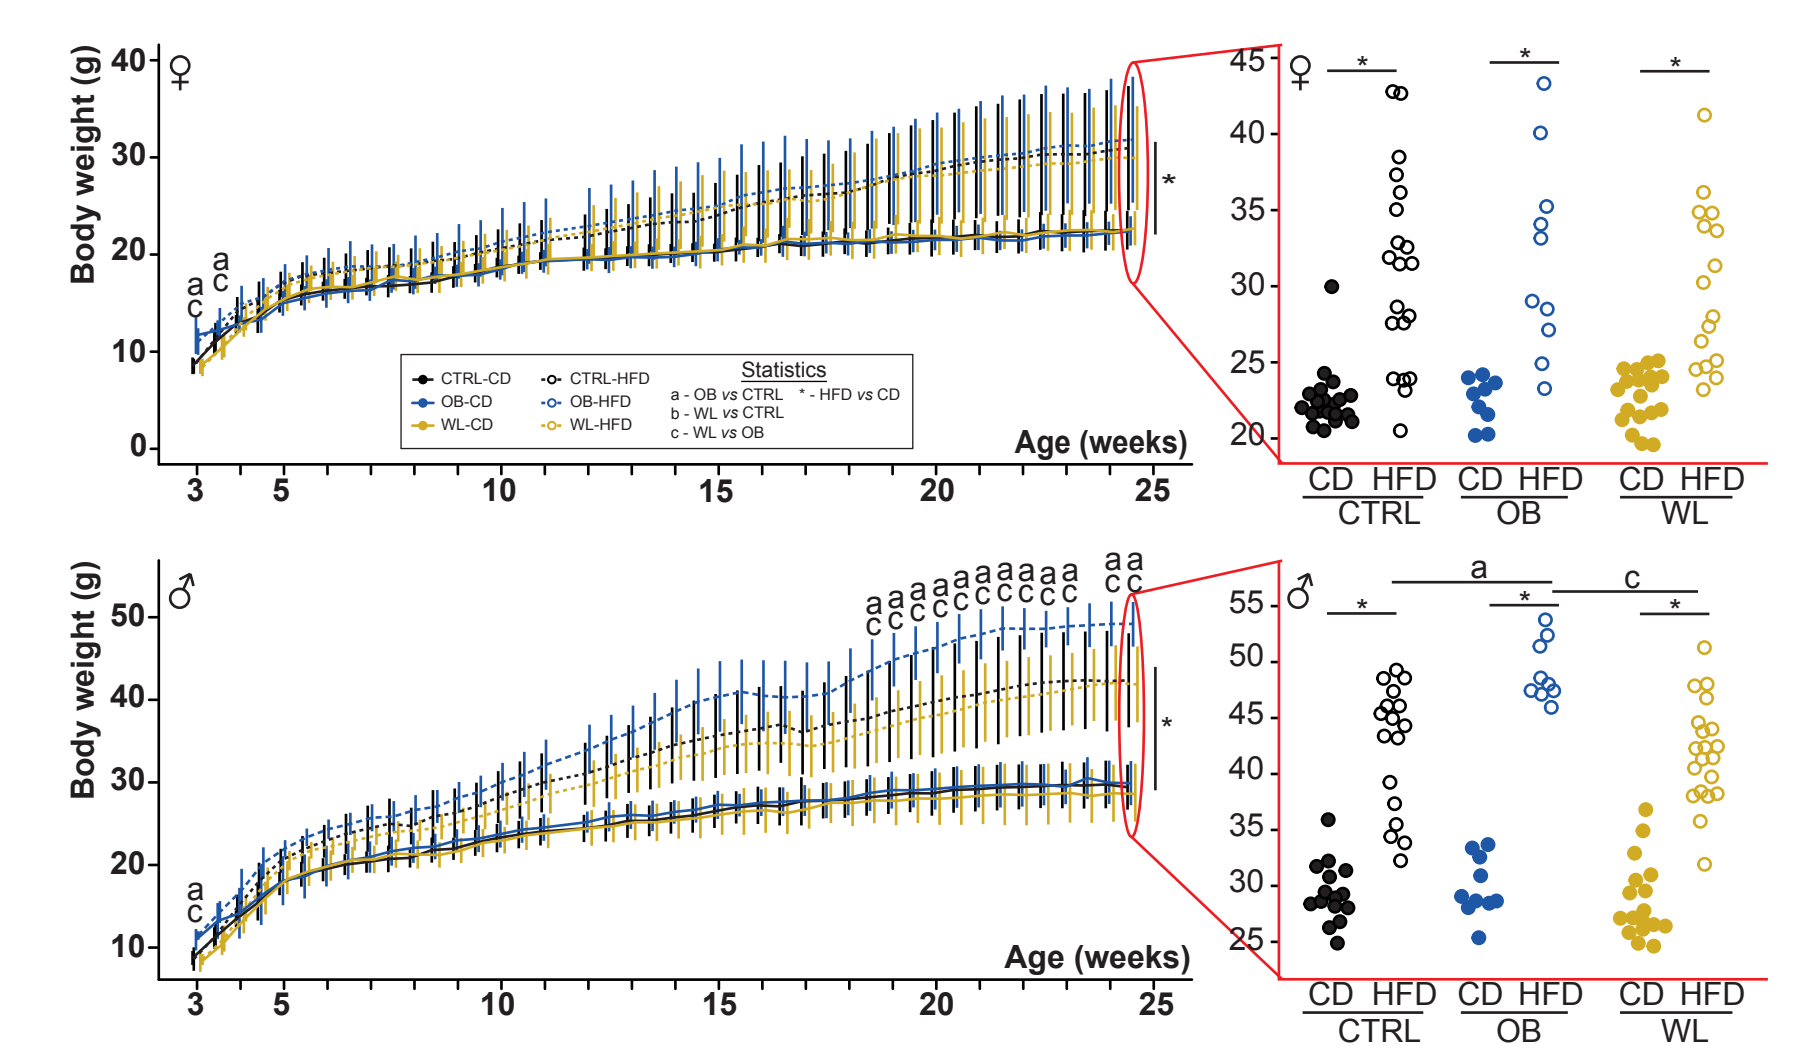 Body weight (g)
♀
40
30
20
10
0
a
c
a
c
*
CTRL-CD
OB-CD
WL-CD
CTRL-HFD
OB-HFD
WL-HFD
Statistics
a - OB vs CTRL
b - WL vs CTRL
c - WL vs OB
* - HFD vs CD
Age (weeks)
3 5 10 15 20 25
♀
45
40
35
30
25
20
* * *
CD HFD CD HFD CD HFD
CTRL OB WL
Body weight (g)
♂
50
40
30
20
10
a
c
a a a a a a a a a a a
c c c c c c c c c c c
*
Age (weeks)
3 5 10 15 20 25
♂
55
50
45
40
35
30
25
a c
* * *
CD HFD CD HFD CD HFD
CTRL OB WL